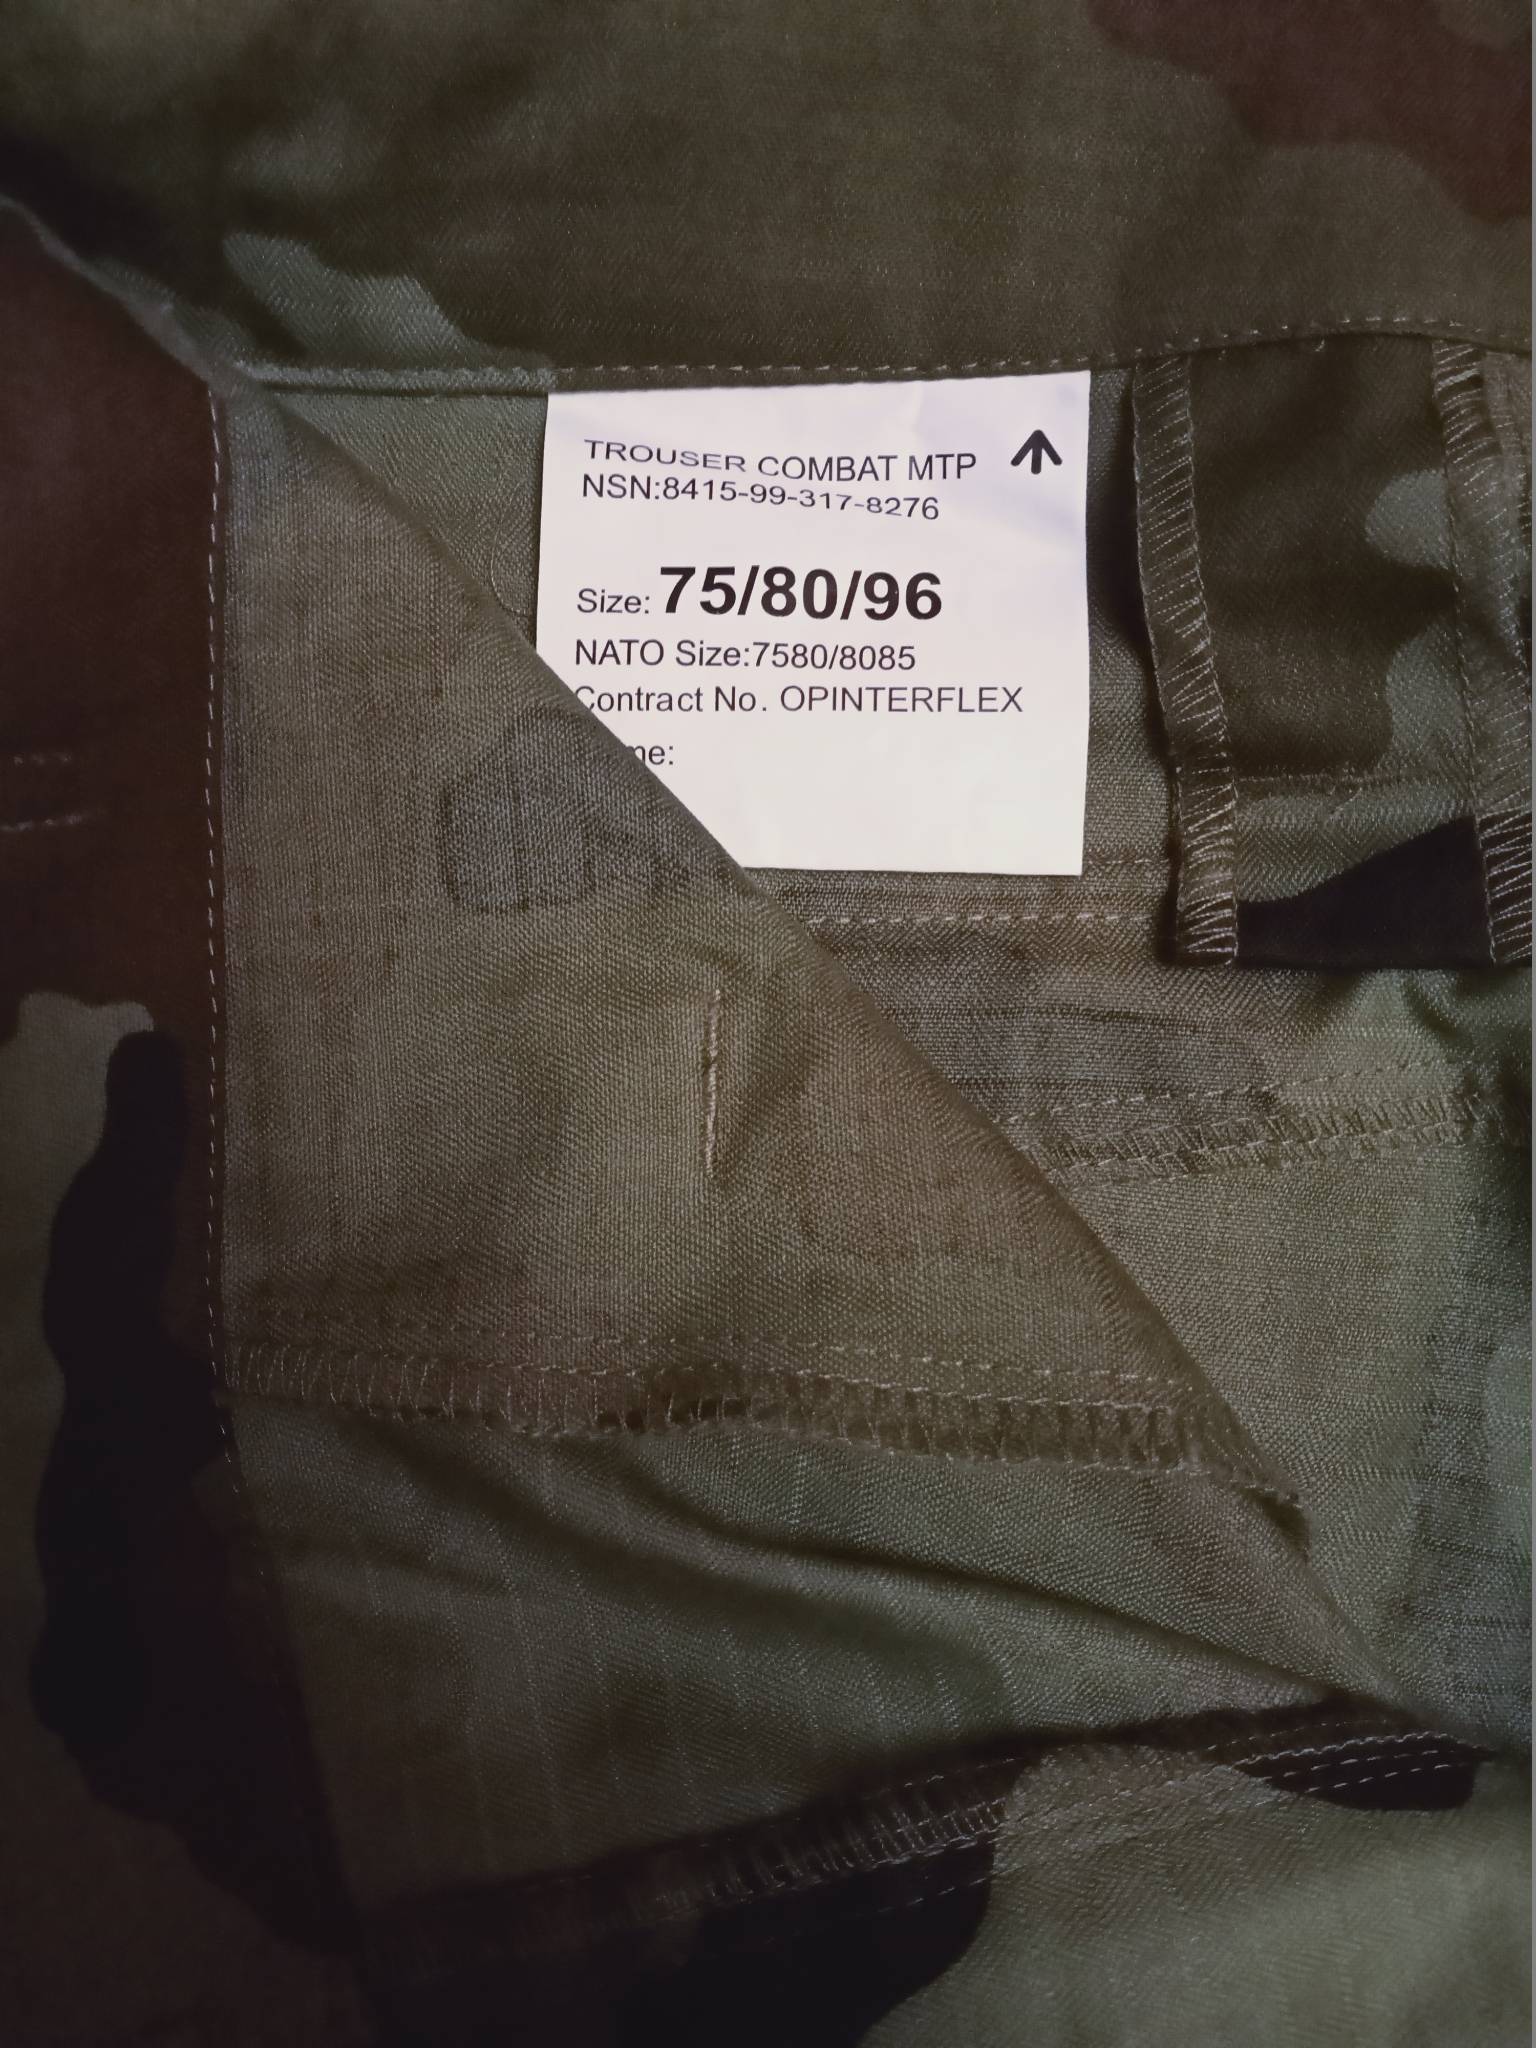 TROUSER COMBAT MTP
NSN:8415-99-317-8276
Size: 75/80/96
NATO Size:7580/8085
Contract No. OPINTERFLEX